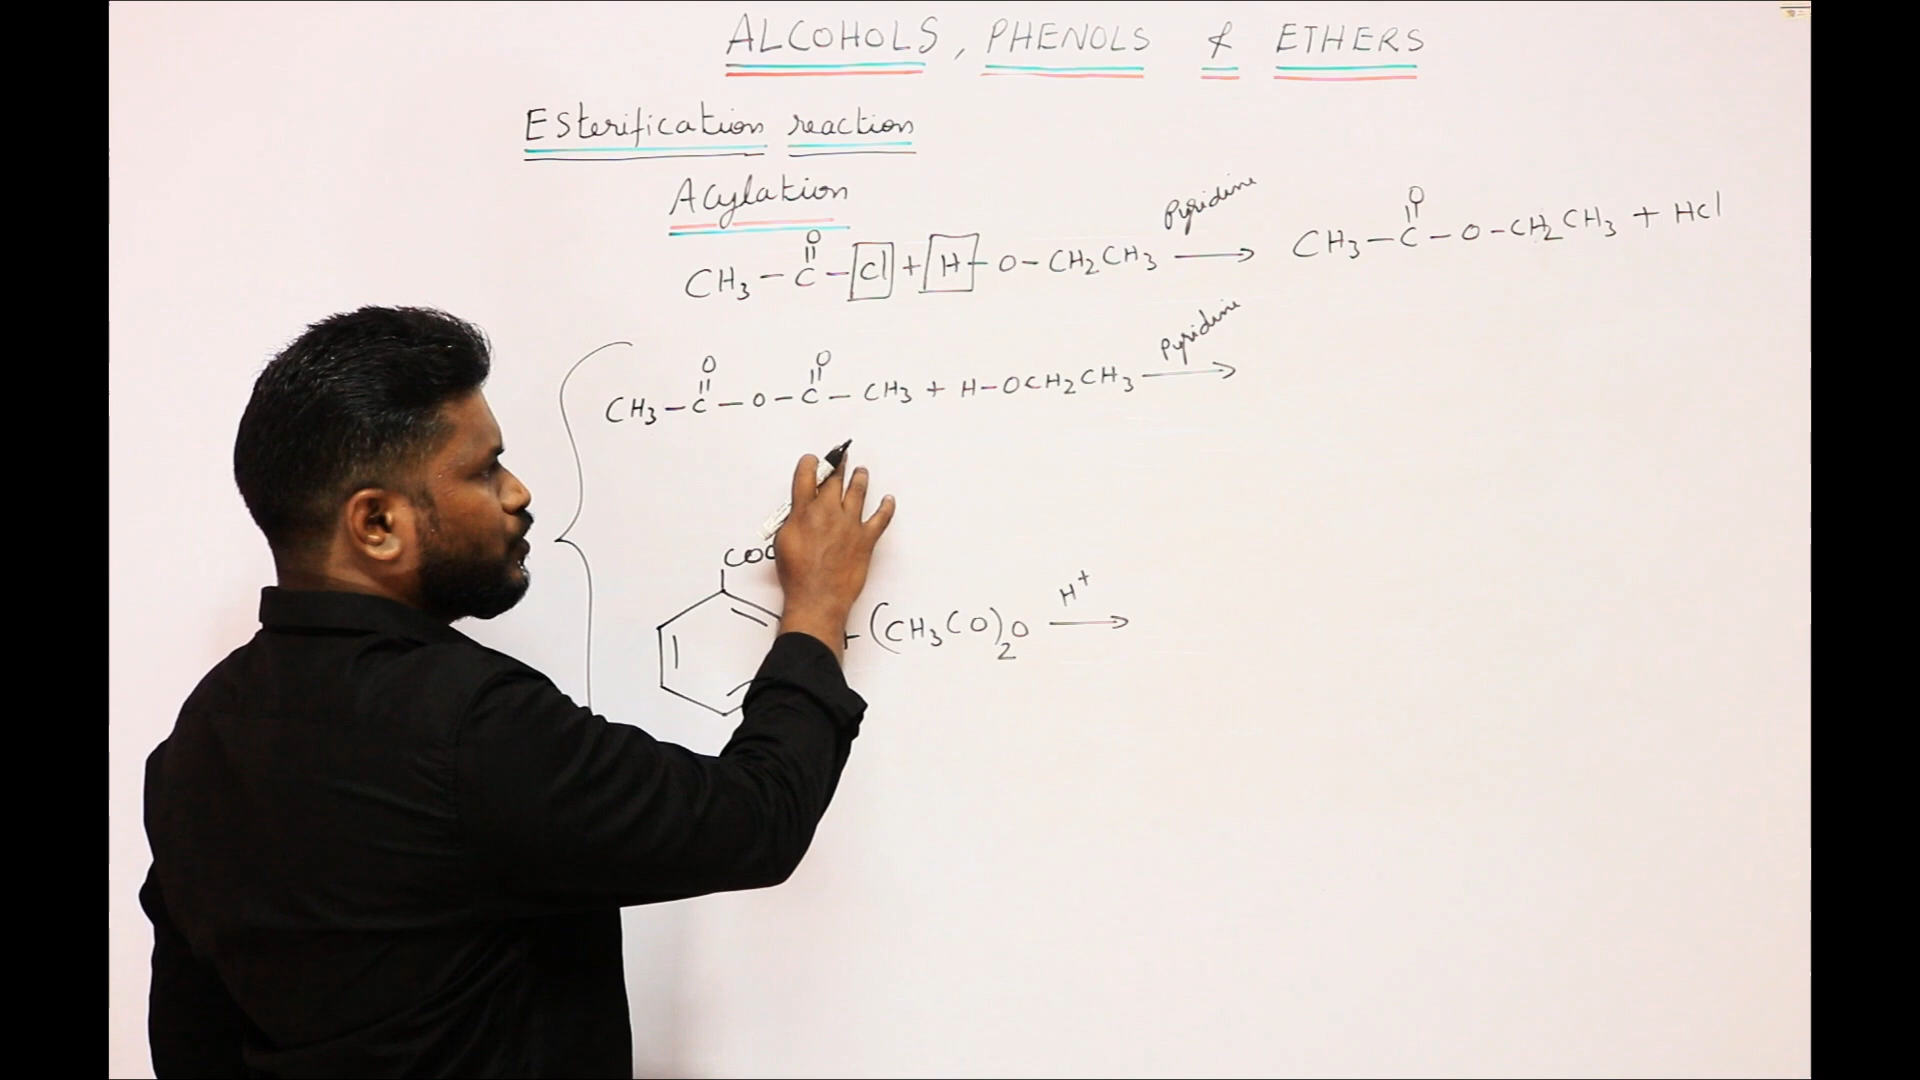 ALCOHOLS, PHENOLS & ETHERS
Esterification reaction
Acylation
CH3 – C(=O) – Cl + H – O – CH2CH3 —Pyridine→ CH3 – C(=O) – O – CH2CH3 + HCl
CH3 – C(=O) – O – C(=O) – CH3 + H – OCH2CH3 —Pyridine→
COO
+ (CH3CO)2O —H+→